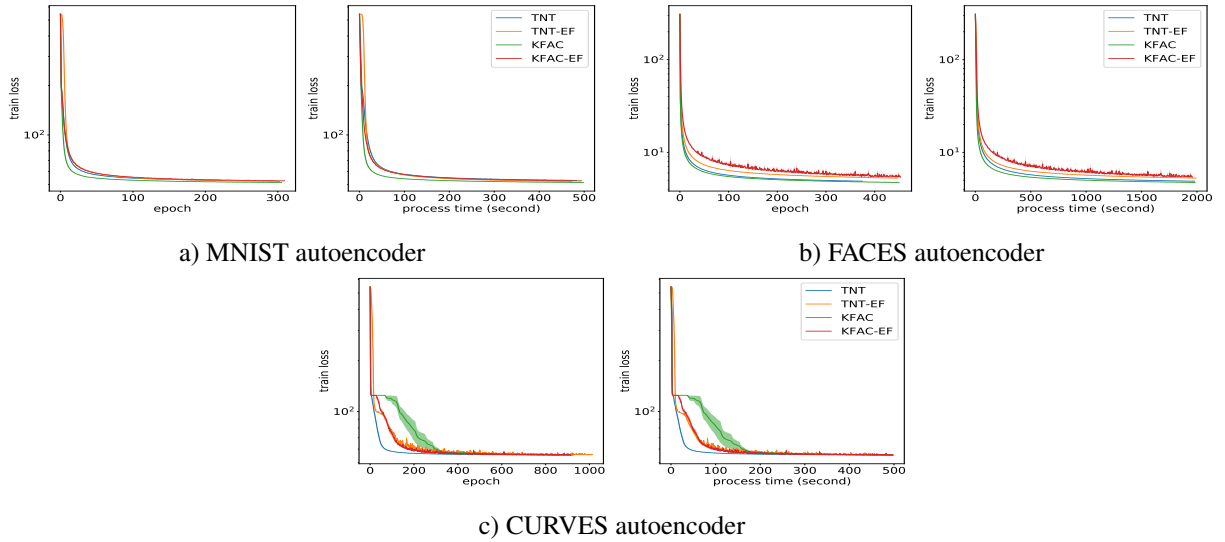 train loss
10²
0
100
200
300
epoch
train loss
10²
0
100
200
300
400
500
process time (second)
TNT
TNT-EF
KFAC
KFAC-EF
a) MNIST autoencoder
train loss
10²
10¹
0
100
200
300
400
epoch
train loss
10²
10¹
0
500
1000
1500
2000
process time (second)
TNT
TNT-EF
KFAC
KFAC-EF
b) FACES autoencoder
train loss
10²
0
200
400
600
800
1000
epoch
train loss
10²
0
100
200
300
400
500
process time (second)
TNT
TNT-EF
KFAC
KFAC-EF
c) CURVES autoencoder